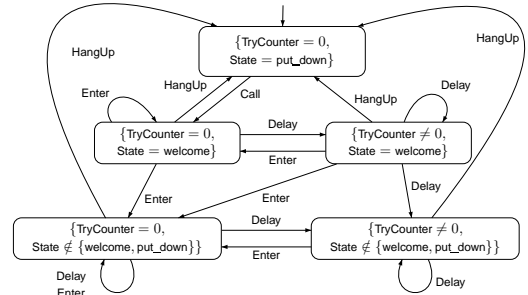 {TryCounter = 0,
State = put_down}
HangUp
HangUp
Enter
HangUp
Call
HangUp
Delay
{TryCounter = 0,
State = welcome}
Delay
Enter
{TryCounter ≠ 0,
State = welcome}
Enter
Enter
Delay
{TryCounter = 0,
State ∉ {welcome, put_down}}
Delay
Enter
{TryCounter ≠ 0,
State ∉ {welcome, put_down}}
Delay
Enter
Delay